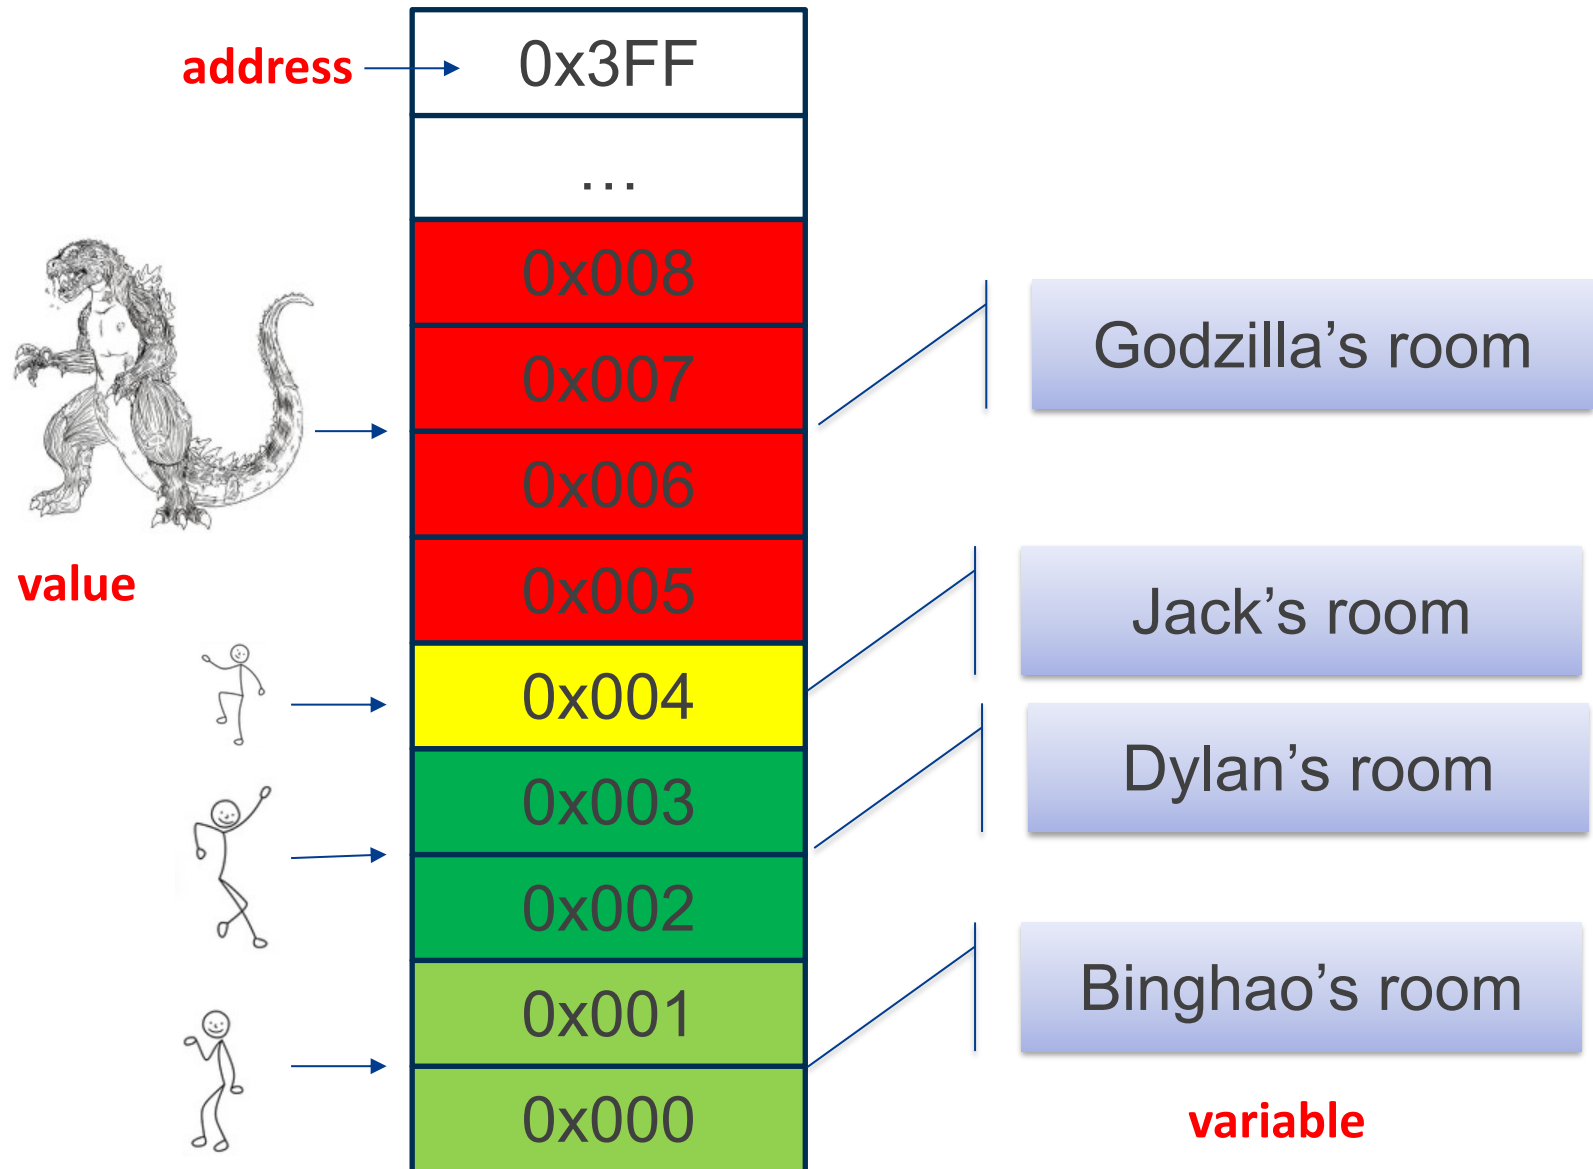 address
0x3FF
...
0x008
0x007
Godzilla’s room
0x006
value
0x005
Jack’s room
0x004
0x003
Dylan’s room
0x002
0x001
Binghao’s room
0x000
variable